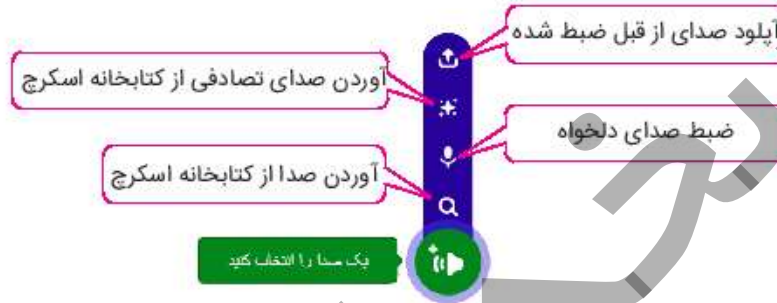 آپلود صدای از قبل ضبط شده
آوردن صدای تصادفی از کتابخانه اسکرچ
ضبط صدای دلخواه
آوردن صدا از کتابخانه اسکرچ
یک صدا را انتخاب کنید